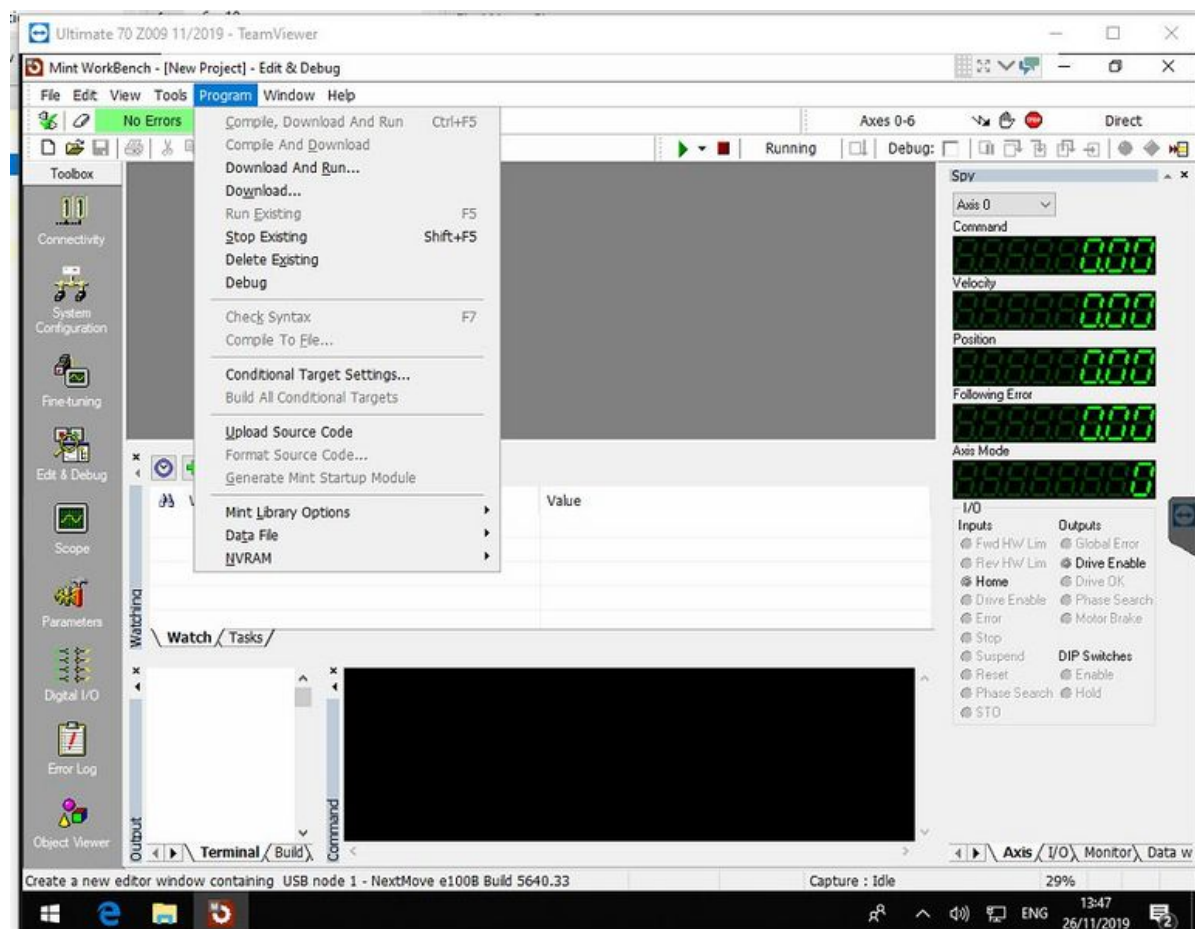 Ultimate 70 Z009 11/2019 - TeamViewer
Mint WorkBench - [New Project] - Edit & Debug
File Edit View Tools Program Window Help
No Errors
Axes 0-6
Direct
Running
Debug:
Compile, Download And Run Ctrl+F5
Compile And Download
Download And Run...
Download...
Run Existing F5
Stop Existing Shift+F5
Delete Existing
Debug
Check Syntax F7
Compile To File...
Conditional Target Settings...
Build All Conditional Targets
Upload Source Code
Format Source Code...
Generate Mint Startup Module
Mint Library Options
Data File
NVRAM
Toolbox
Connectivity
System
Configuration
Fine-tuning
Edit & Debug
Scope
Parameters
Digital I/O
Error Log
Object Viewer
Value
Watching
Watch Tasks
Output
Terminal Build
Command
Spy
Axis 0
Command
0.00
Velocity
0.00
Position
0.00
Following Error
0.00
Axis Mode
0
I/O
Inputs Outputs
Fwd HW Lim Global Error
Rev HW Lim Drive Enable
Home Drive OK
Drive Enable Phase Search
Error Motor Brake
Stop
Suspend DIP Switches
Reset Enable
Phase Search Hold
STO
Axis I/O Monitor Data w
Create a new editor window containing USB node 1 - NextMove e100B Build 5640.33
Capture : Idle
29%
ENG
13:47
26/11/2019
2